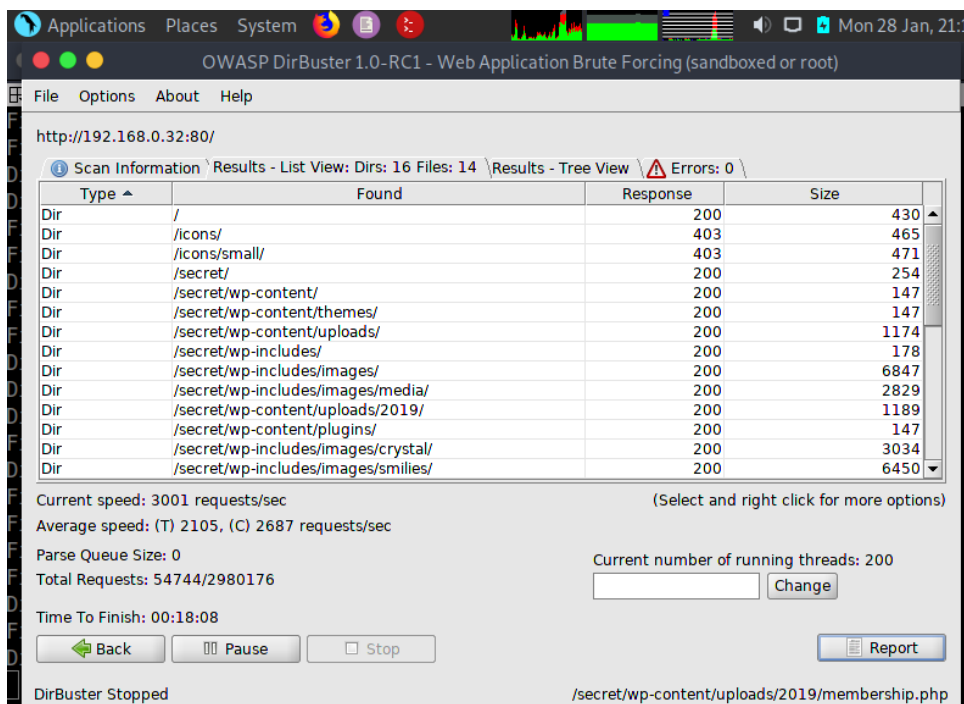 Applications Places System Mon 28 Jan, 21:
OWASP DirBuster 1.0-RC1 - Web Application Brute Forcing (sandboxed or root)
File Options About Help
http://192.168.0.32:80/
Scan Information Results - List View: Dirs: 16 Files: 14 Results - Tree View Errors: 0
Type Found Response Size
Dir / 200 430
Dir /icons/ 403 465
Dir /icons/small/ 403 471
Dir /secret/ 200 254
Dir /secret/wp-content/ 200 147
Dir /secret/wp-content/themes/ 200 147
Dir /secret/wp-content/uploads/ 200 1174
Dir /secret/wp-includes/ 200 178
Dir /secret/wp-includes/images/ 200 6847
Dir /secret/wp-includes/images/media/ 200 2829
Dir /secret/wp-content/uploads/2019/ 200 1189
Dir /secret/wp-content/plugins/ 200 147
Dir /secret/wp-includes/images/crystal/ 200 3034
Dir /secret/wp-includes/images/smilies/ 200 6450
Current speed: 3001 requests/sec (Select and right click for more options)
Average speed: (T) 2105, (C) 2687 requests/sec
Parse Queue Size: 0 Current number of running threads: 200
Total Requests: 54744/2980176 Change
Time To Finish: 00:18:08
Back Pause Stop Report
DirBuster Stopped /secret/wp-content/uploads/2019/membership.php